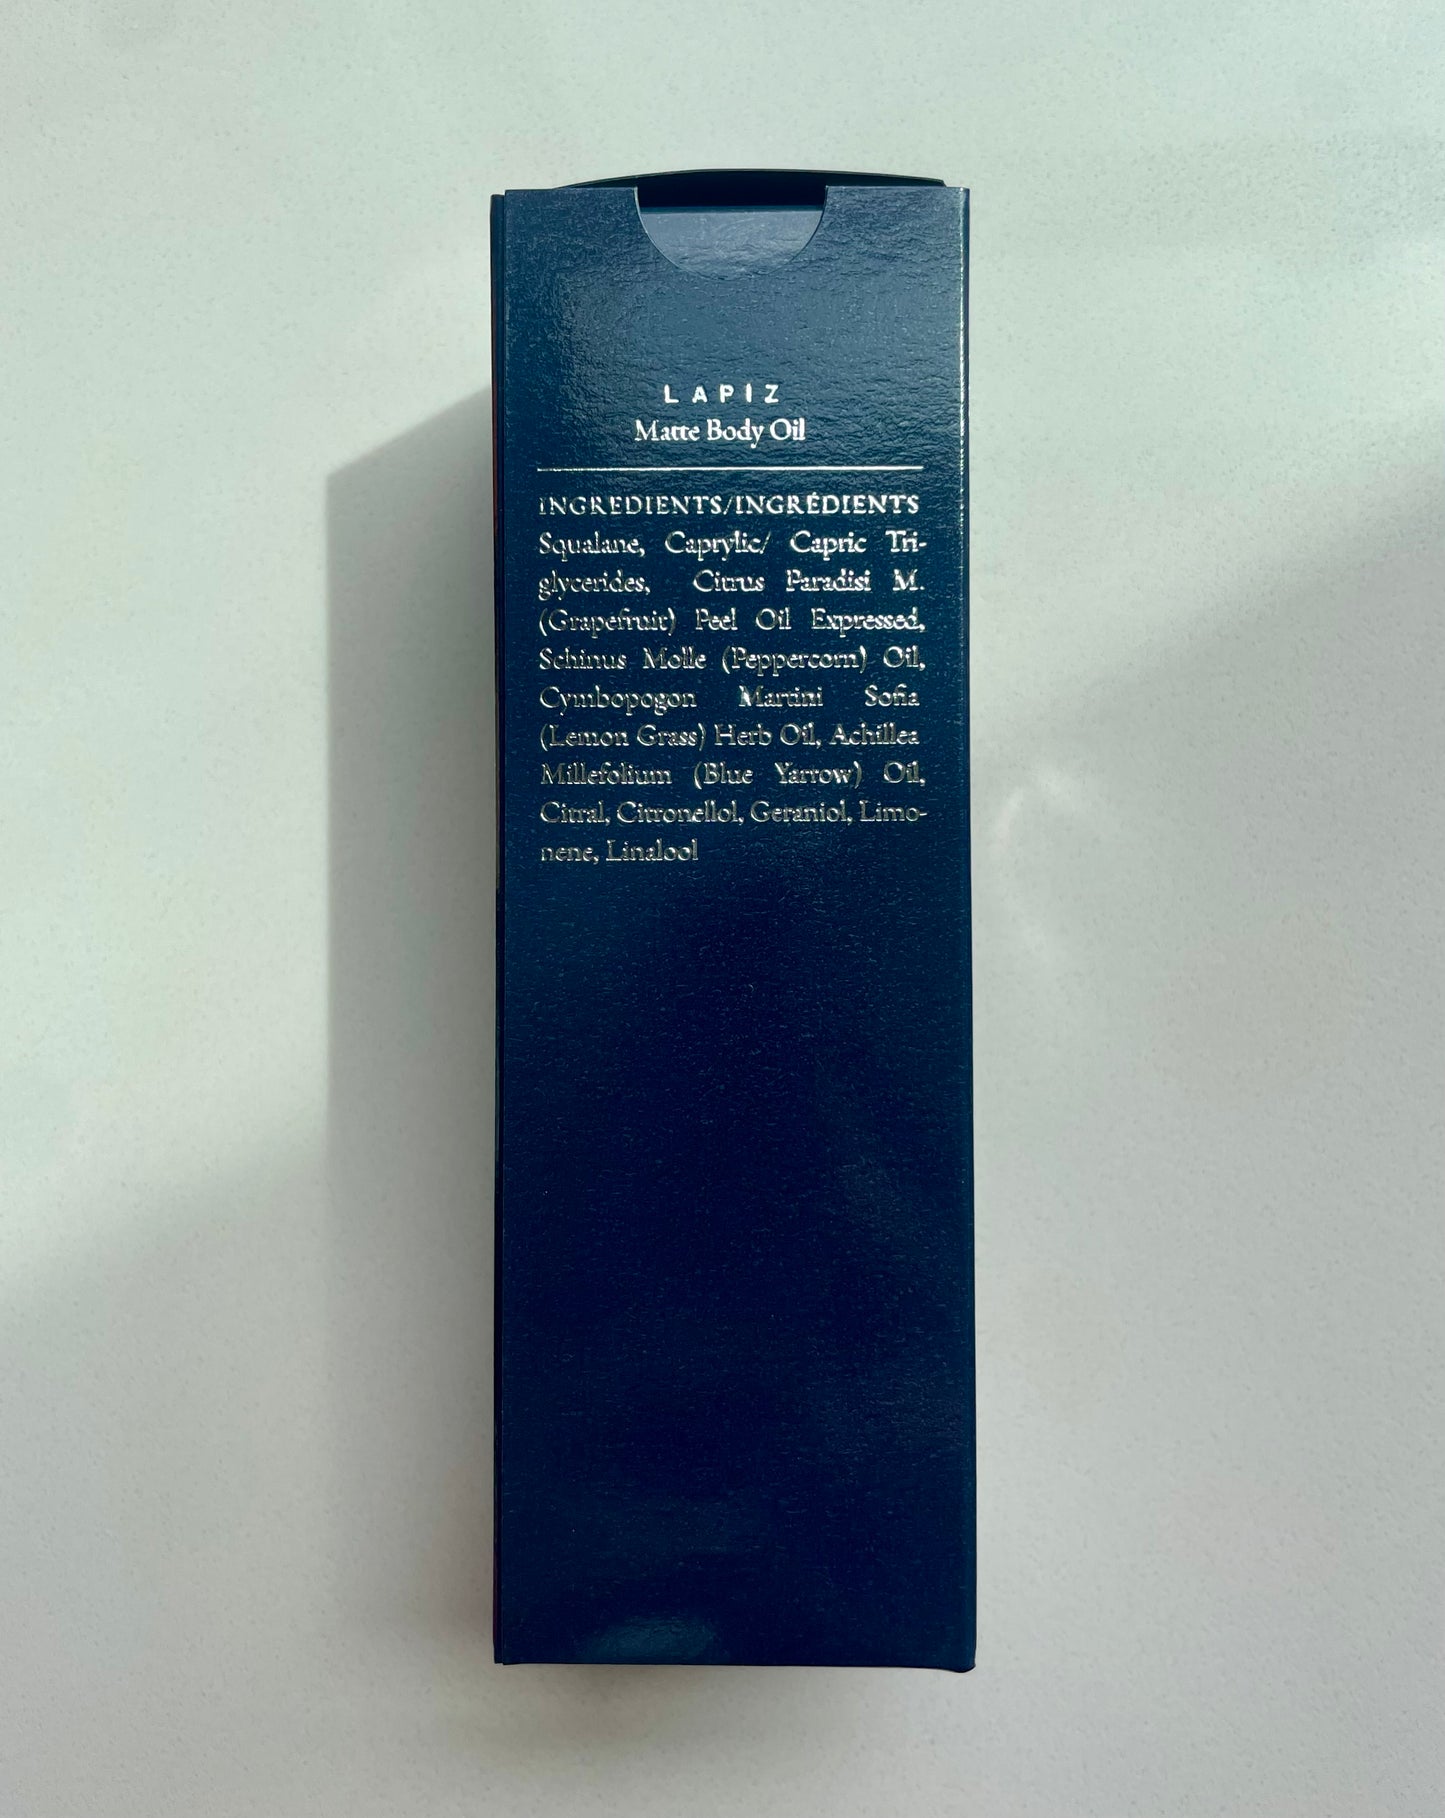 LAPIZ
Matte Body Oil
INGREDIENTS/INGRÉDIENTS
Squalane, Caprylic/ Capric Tri-
glycerides, Citrus Paradisi M.
(Grapefruit) Peel Oil Expressed,
Schinus Molle (Peppercorn) Oil,
Cymbopogon Martini Sofia
(Lemon Grass) Herb Oil, Achillea
Millefolium (Blue Yarrow) Oil,
Citral, Citronellol, Geraniol, Limo-
nene, Linalool